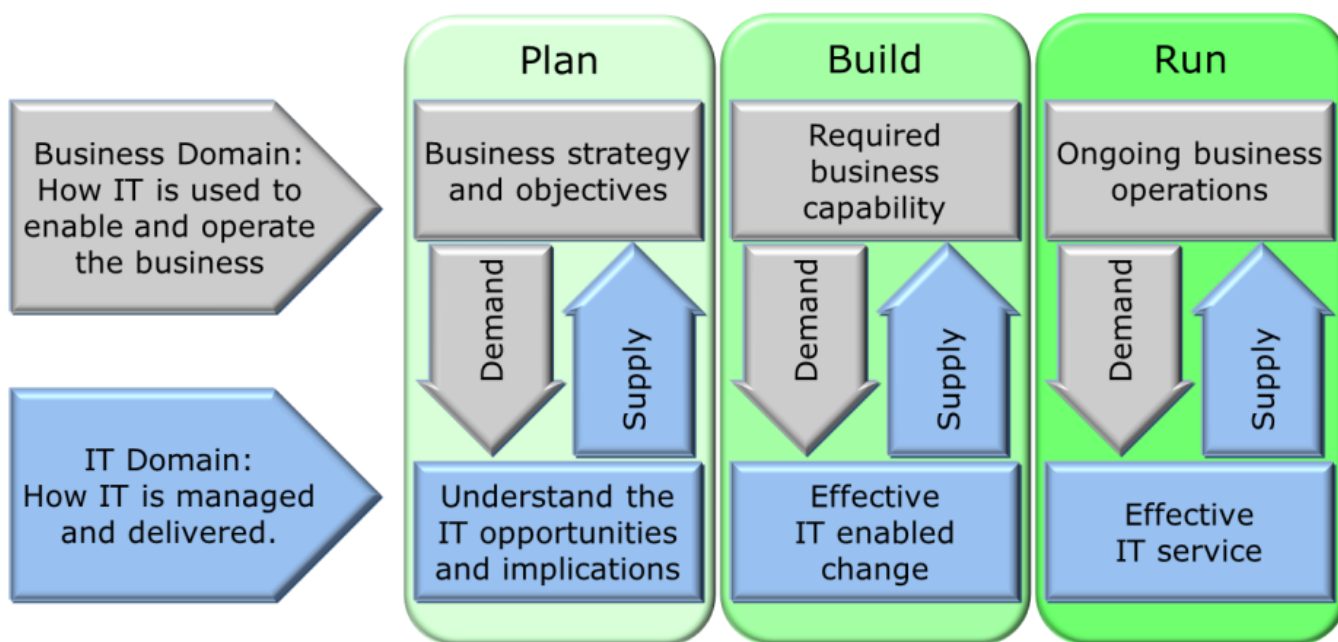 Plan
Build
Run
Business Domain:
How IT is used to
enable and operate
the business
Business strategy
and objectives
Required
business
capability
Ongoing business
operations
Demand
Supply
Demand
Supply
Demand
Supply
IT Domain:
How IT is managed
and delivered.
Understand the
IT opportunities
and implications
Effective
IT enabled
change
Effective
IT service